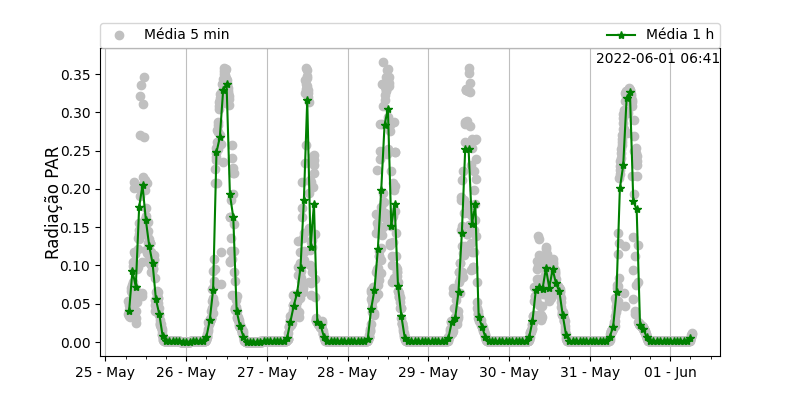 Média 5 min
Média 1 h
2022-06-01 06:41
Radiação PAR
0.35
0.30
0.25
0.20
0.15
0.10
0.05
0.00
25 - May
26 - May
27 - May
28 - May
29 - May
30 - May
31 - May
01 - Jun